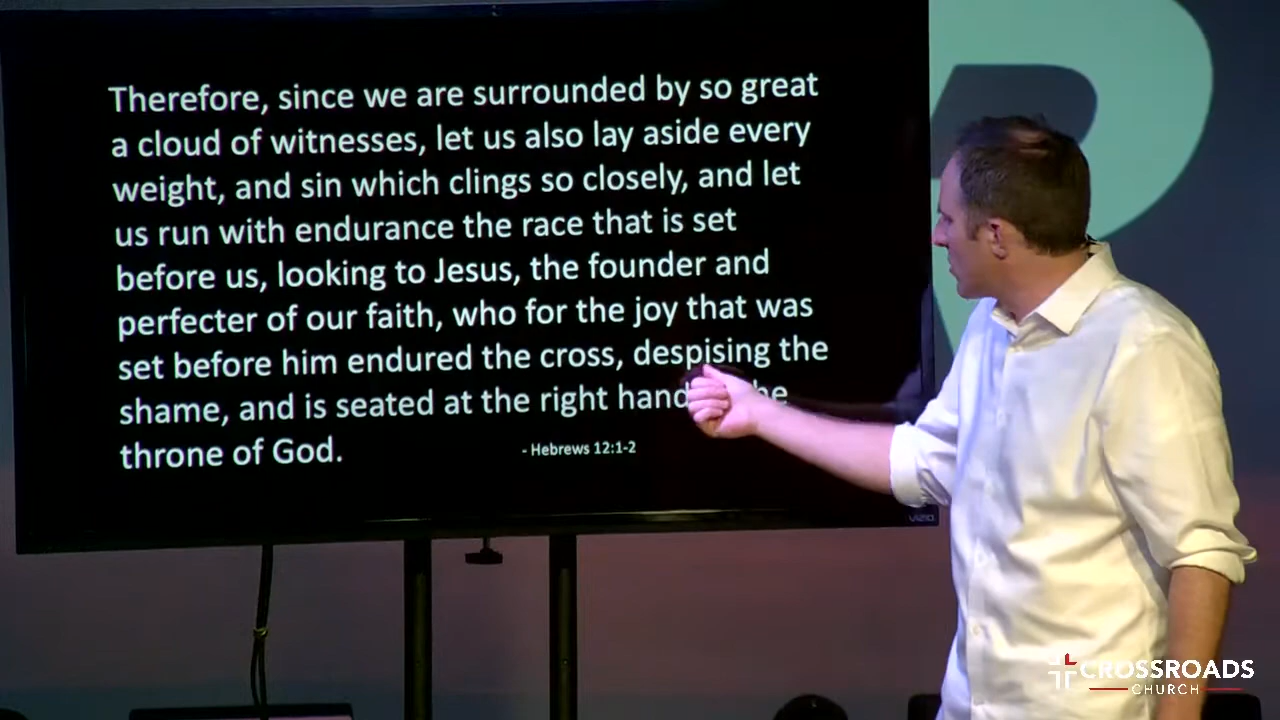 Therefore, since we are surrounded by so great
a cloud of witnesses, let us also lay aside every
weight, and sin which clings so closely, and let
us run with endurance the race that is set
before us, looking to Jesus, the founder and
perfecter of our faith, who for the joy that was
set before him endured the cross, despising the
shame, and is seated at the right hand he
throne of God.
- Hebrews 12:1-2
VIZIO
CROSSROADS
CHURCH